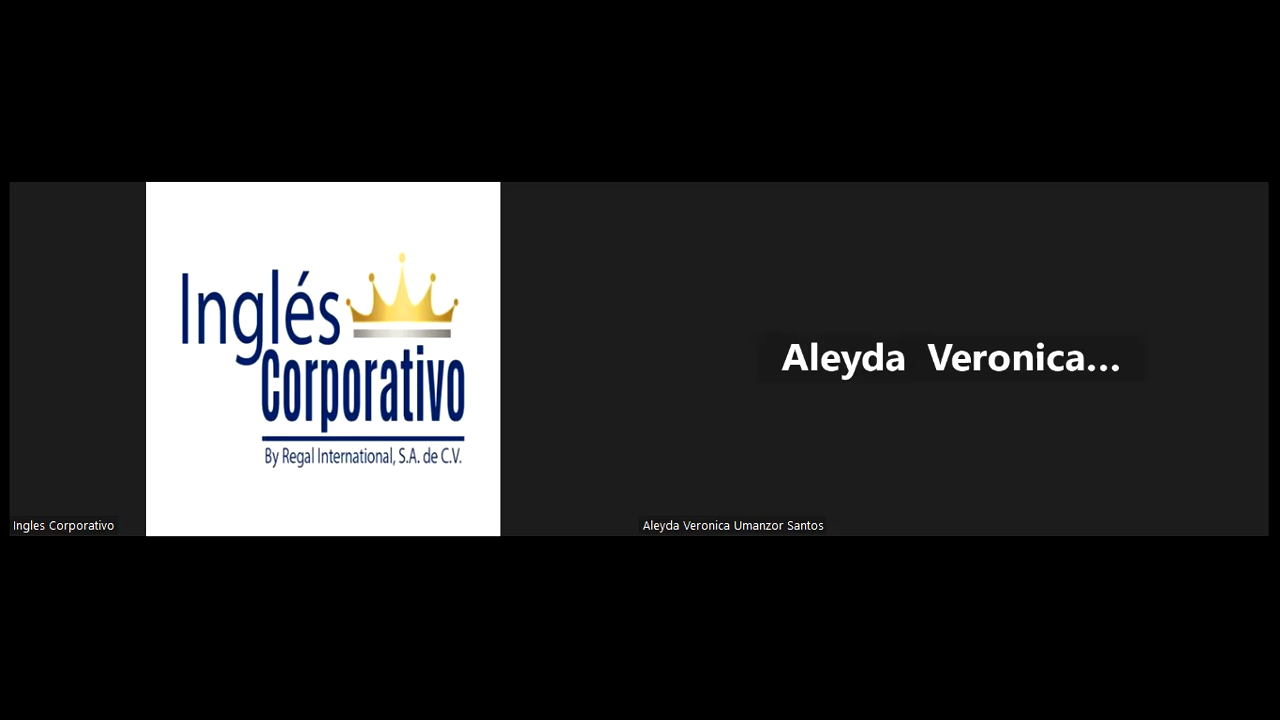 Inglés
Corporativo
By Regal International, S.A. de C.V.
Ingles Corporativo
Aleyda Veronica...
Aleyda Veronica Umanzor Santos